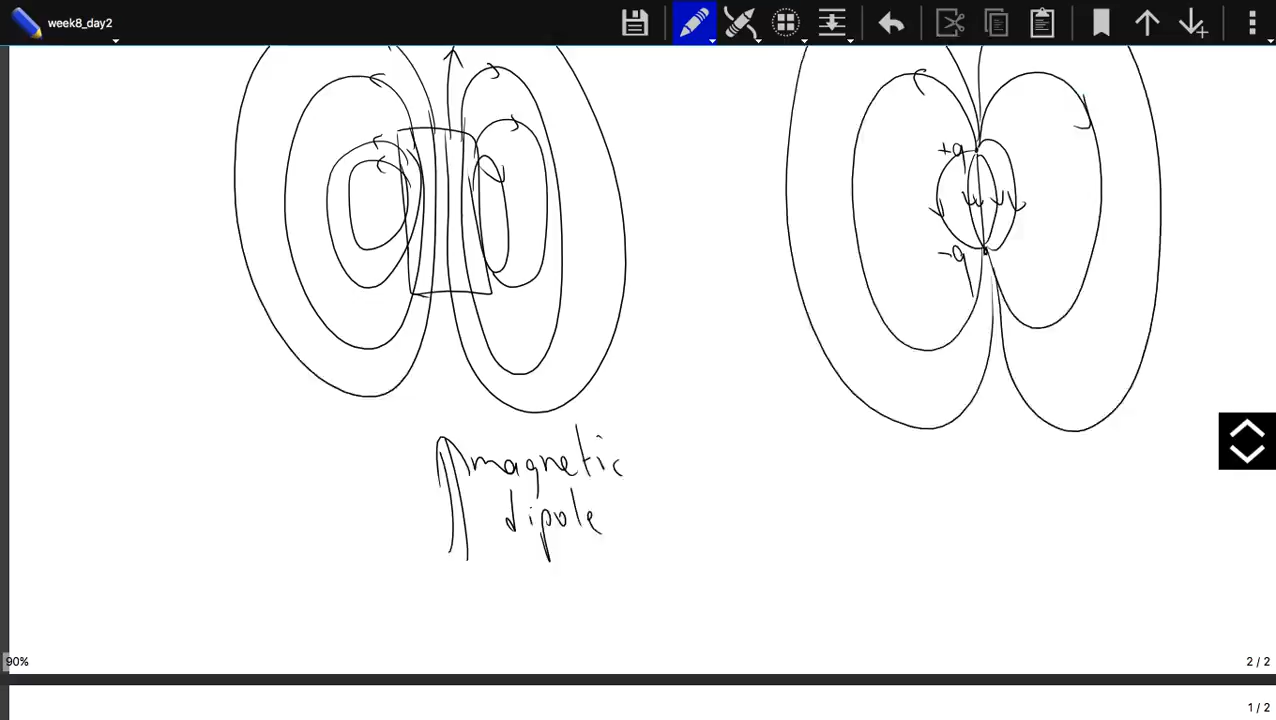 week8_day2
+q
-q
magnetic
dipole
90%
2 / 2
1 / 2